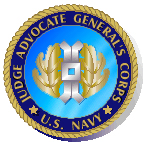 JUDGE ADVOCATE GENERAL'S CORPS
U.S. NAVY